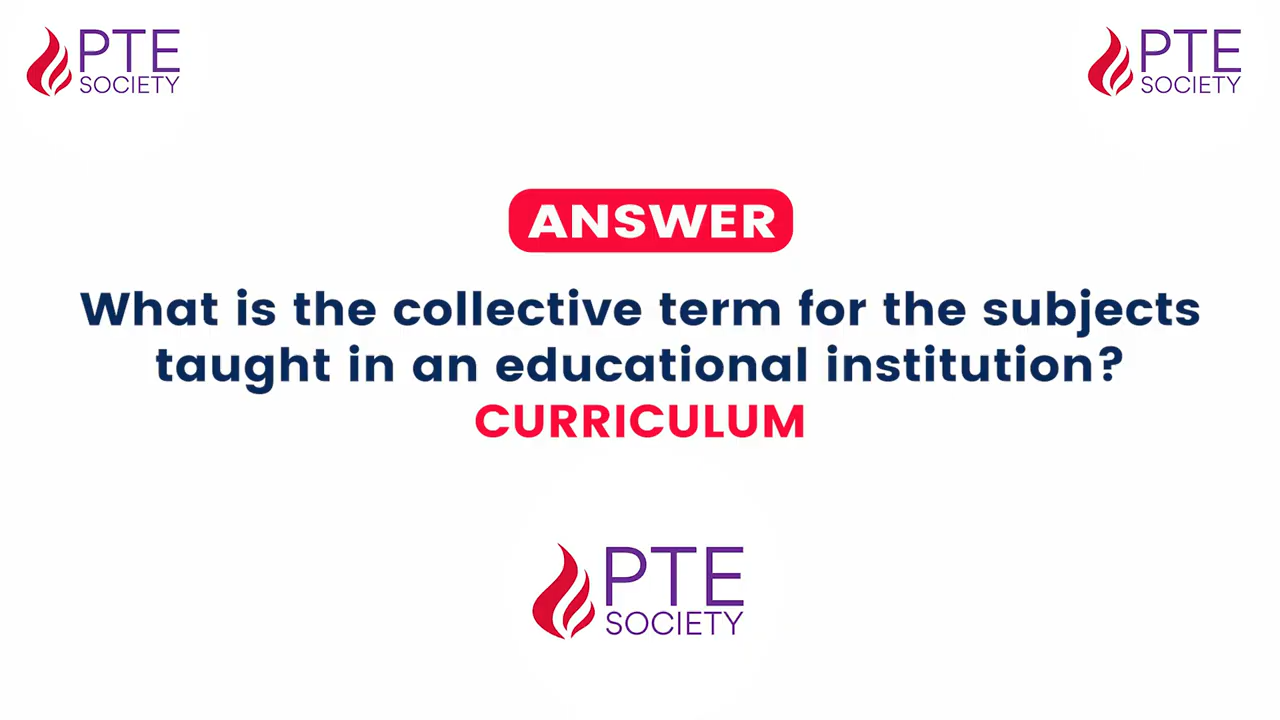 PTE
SOCIETY
PTE
SOCIETY
ANSWER
What is the collective term for the subjects
taught in an educational institution?
CURRICULUM
PTE
SOCIETY